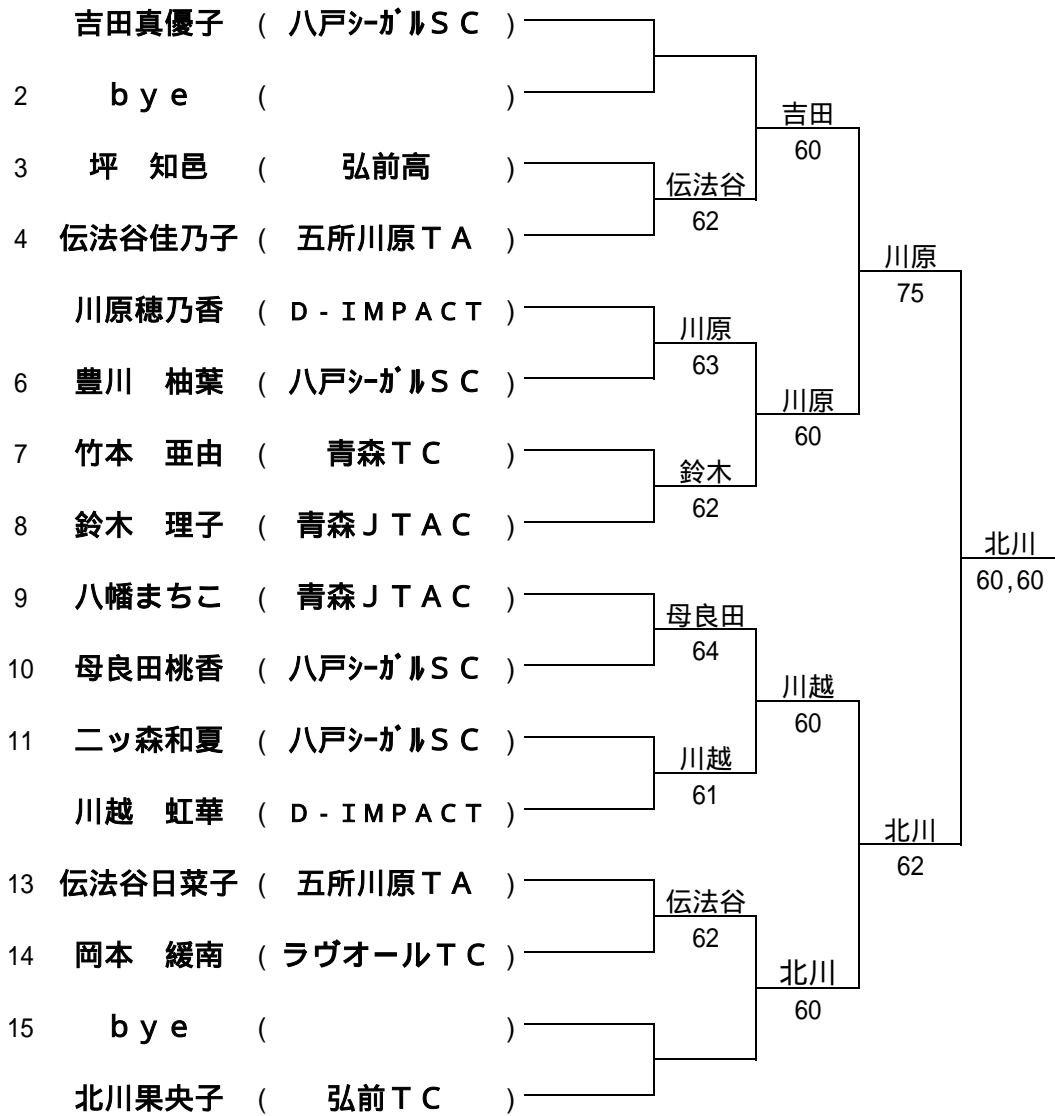 吉田真優子 ( 八戸ｼｰｶﾞﾙＳＣ )
2 ｂｙｅ ( )
吉田
60
3 坪　知邑 ( 弘前高 )
伝法谷
62
4 伝法谷佳乃子 ( 五所川原ＴＡ )
川原
75
川原穂乃香 ( Ｄ-ＩＭＰＡＣＴ )
川原
63
6 豊川　柚葉 ( 八戸ｼｰｶﾞﾙＳＣ )
川原
60
7 竹本　亜由 ( 青森ＴＣ )
鈴木
62
8 鈴木　理子 ( 青森ＪＴＡＣ )
北川
60,60
9 八幡まちこ ( 青森ＪＴＡＣ )
母良田
64
10 母良田桃香 ( 八戸ｼｰｶﾞﾙＳＣ )
川越
60
11 二ッ森和夏 ( 八戸ｼｰｶﾞﾙＳＣ )
川越
61
川越　虹華 ( Ｄ-ＩＭＰＡＣＴ )
北川
62
13 伝法谷日菜子 ( 五所川原ＴＡ )
伝法谷
62
14 岡本　緩南 ( ラヴオールＴＣ )
北川
60
15 ｂｙｅ ( )
北川果央子 ( 弘前ＴＣ )